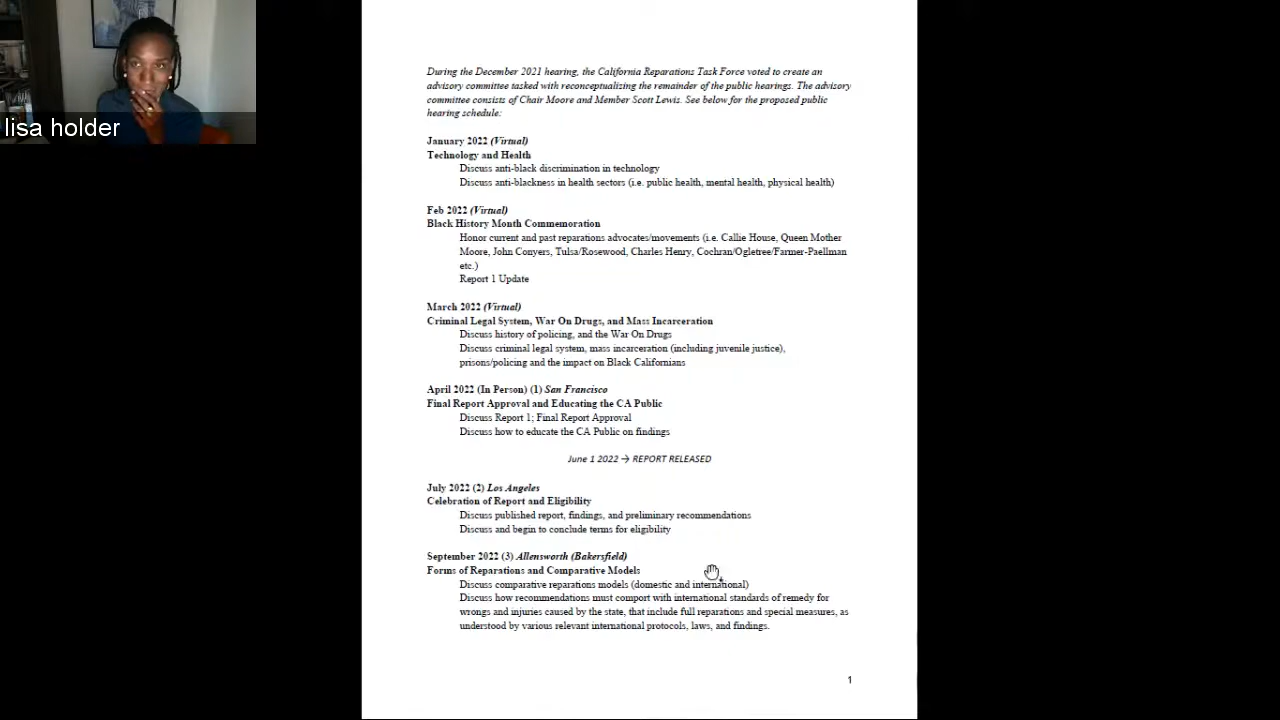 lisa holder
During the December 2021 hearing, the California Reparations Task Force voted to create an
advisory committee tasked with reconceptualizing the remainder of the public hearings. The advisory
committee consists of Chair Moore and Member Scott Lewis. See below for the proposed public
hearing schedule:
January 2022 (Virtual)
Technology and Health
Discuss anti-black discrimination in technology
Discuss anti-blackness in health sectors (i.e. public health, mental health, physical health)
Feb 2022 (Virtual)
Black History Month Commemoration
Honor current and past reparations advocates/movements (i.e. Callie House, Queen Mother
Moore, John Conyers, Tulsa/Rosewood, Charles Henry, Cochran/Ogletree/Farmer-Paellman
etc.)
Report 1 Update
March 2022 (Virtual)
Criminal Legal System, War On Drugs, and Mass Incarceration
Discuss history of policing, and the War On Drugs
Discuss criminal legal system, mass incarceration (including juvenile justice),
prisons/policing and the impact on Black Californians
April 2022 (In Person) (1) San Francisco
Final Report Approval and Educating the CA Public
Discuss Report 1; Final Report Approval
Discuss how to educate the CA Public on findings
June 1 2022 → REPORT RELEASED
July 2022 (2) Los Angeles
Celebration of Report and Eligibility
Discuss published report, findings, and preliminary recommendations
Discuss and begin to conclude terms for eligibility
September 2022 (3) Allensworth (Bakersfield)
Forms of Reparations and Comparative Models
Discuss comparative reparations models (domestic and international)
Discuss how recommendations must comport with international standards of remedy for
wrongs and injuries caused by the state, that include full reparations and special measures, as
understood by various relevant international protocols, laws, and findings.
1